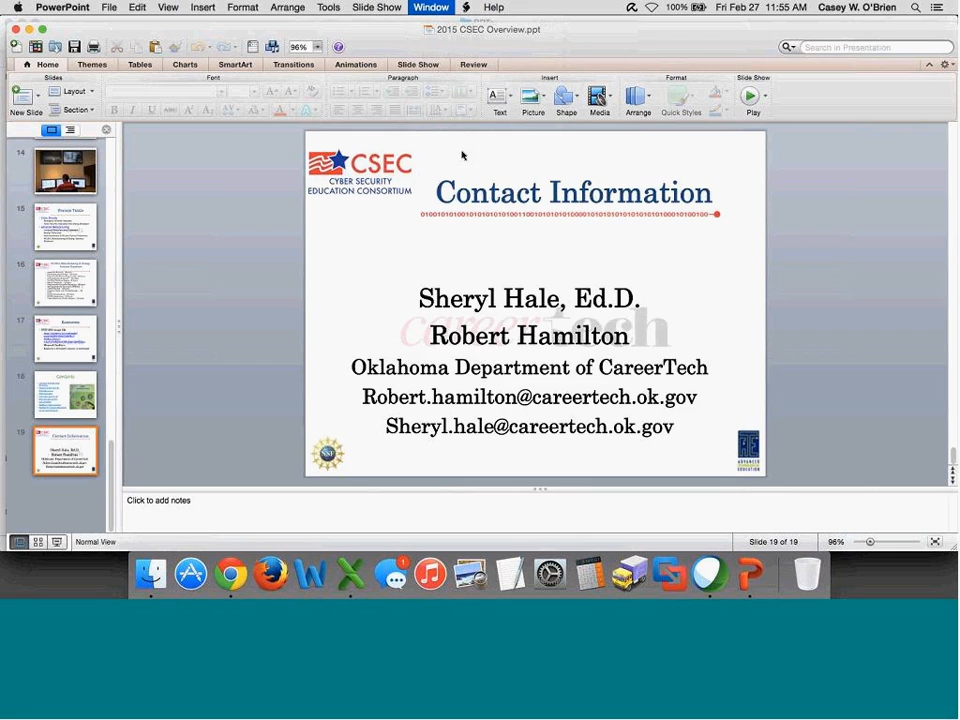 PowerPoint File Edit View Insert Format Arrange Tools Slide Show Window Help 100% Fri Feb 27 11:55 AM Casey W. O'Brien
2015 CSEC Overview.ppt
96% Search in Presentation
Home Themes Tables Charts SmartArt Transitions Animations Slide Show Review
Slides Font Paragraph Insert Format Slide Show
New Slide Layout Section Text Picture Shape Media Arrange Quick Styles Play
14
15
16
17
18
19
CSEC
CYBER SECURITY
EDUCATION CONSORTIUM
Contact Information
Sheryl Hale, Ed.D.
careertech
Robert Hamilton
Oklahoma Department of CareerTech
Robert.hamilton@careertech.ok.gov
Sheryl.hale@careertech.ok.gov
NSF
Click to add notes
Normal View Slide 19 of 19 96%
1